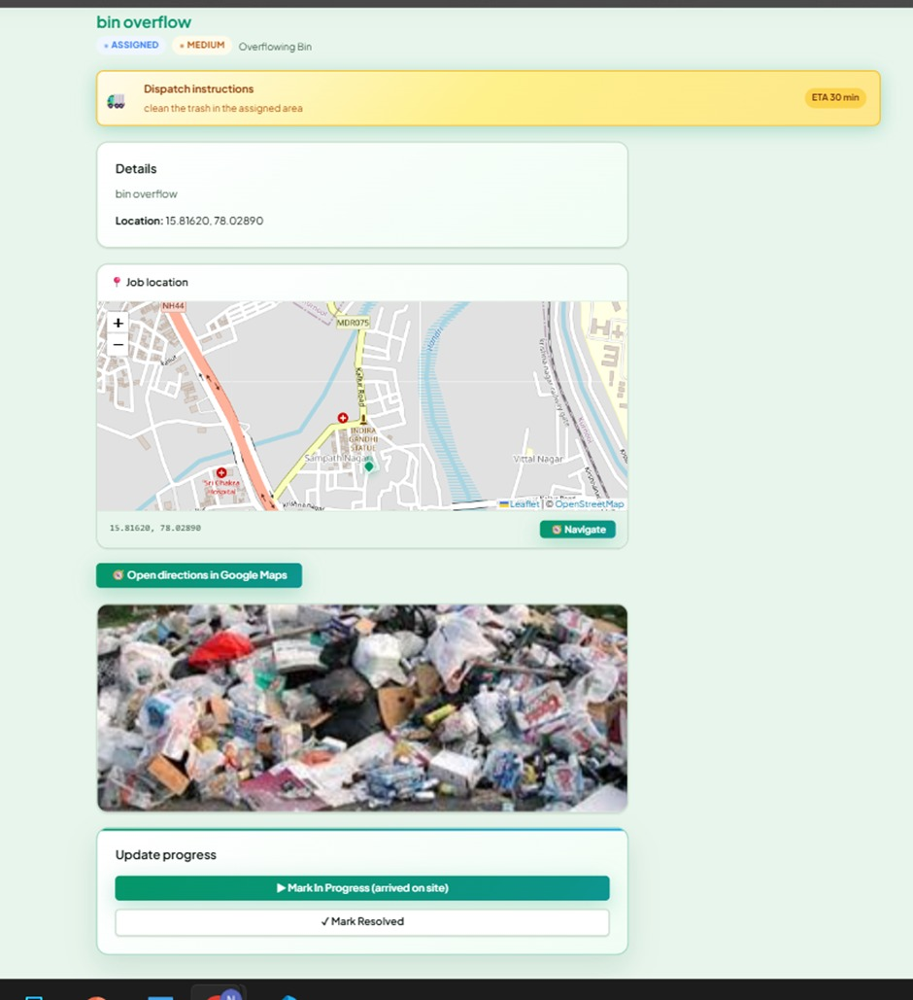 bin overflow
ASSIGNED MEDIUM Overflowing Bin
Dispatch instructions
clean the trash in the assigned area
ETA 30 min
Details
bin overflow
Location: 15.81620, 78.02890
Job location
NH44
+
−
MDR075
Kallur Road
Handri
INDIRA
GANDHI
STATUE
Sampath Nagar
Vittal Nagar
Sri Chakra
Hospital
Leaflet | © OpenStreetMap
15.81620, 78.02890
Navigate
Open directions in Google Maps
Update progress
▶ Mark In Progress (arrived on site)
✓ Mark Resolved
N